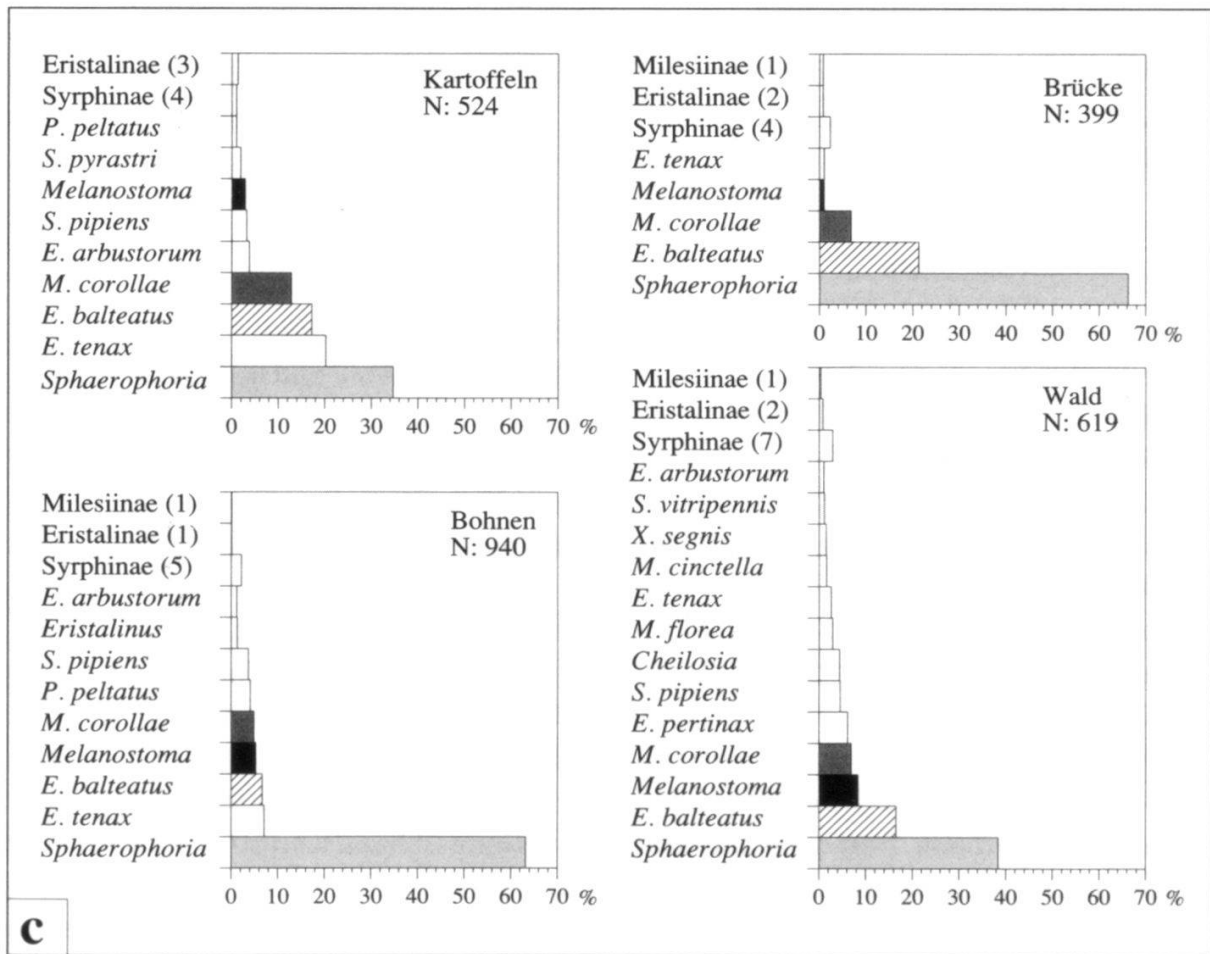 Eristalinae (3)
Syrphinae (4)
P. peltatus
S. pyrastri
Melanostoma
S. pipiens
E. arbustorum
M. corollae
E. balteatus
E. tenax
Sphaerophoria
Kartoffeln
N: 524
0 10 20 30 40 50 60 70 %
Milesiinae (1)
Eristalinae (2)
Syrphinae (4)
E. tenax
Melanostoma
M. corollae
E. balteatus
Sphaerophoria
Brücke
N: 399
0 10 20 30 40 50 60 70 %
Milesiinae (1)
Eristalinae (1)
Syrphinae (5)
E. arbustorum
Eristalinus
S. pipiens
P. peltatus
M. corollae
Melanostoma
E. balteatus
E. tenax
Sphaerophoria
Bohnen
N: 940
0 10 20 30 40 50 60 70 %
Milesiinae (1)
Eristalinae (2)
Syrphinae (7)
E. arbustorum
S. vitripennis
X. segnis
M. cinctella
E. tenax
M. florea
Cheilosia
S. pipiens
E. pertinax
M. corollae
Melanostoma
E. balteatus
Sphaerophoria
Wald
N: 619
0 10 20 30 40 50 60 70 %
c